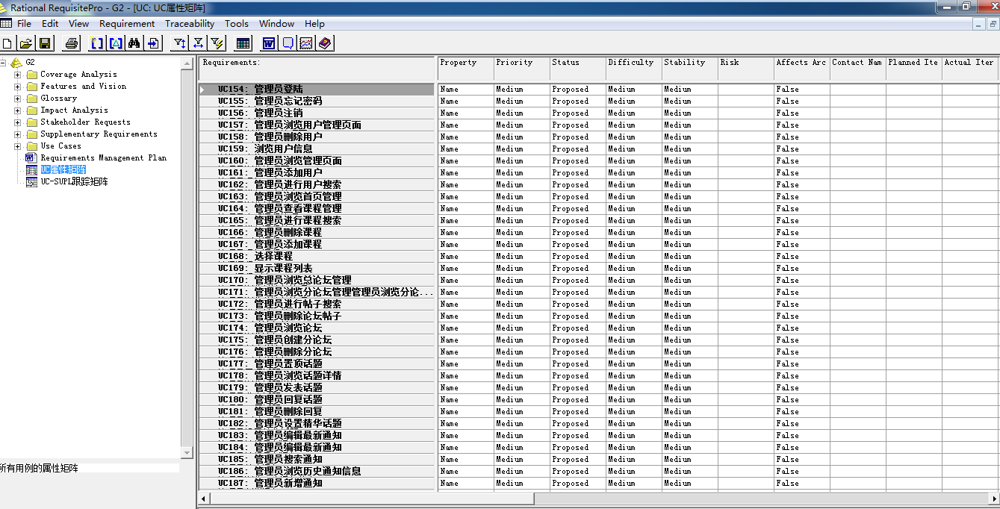 Rational RequisitePro - G2 - [UC: UC属性矩阵]
File Edit View Requirement Traceability Tools Window Help
G2
Coverage Analysis
Features and Vision
Glossary
Impact Analysis
Stakeholder Requests
Supplementary Requirements
Use Cases
Requirements Management Plan
UC属性矩阵
UC-SUPL跟踪矩阵
所有用例的属性矩阵
Requirements: Property Priority Status Difficulty Stability Risk Affects Arc Contact Nam Planned Ite Actual Iter
UC154: 管理员登陆 Name Medium Proposed Medium Medium False
UC155: 管理员忘记密码 Name Medium Proposed Medium Medium False
UC156: 管理员注销 Name Medium Proposed Medium Medium False
UC157: 管理员浏览用户管理页面 Name Medium Proposed Medium Medium False
UC158: 管理员删除用户 Name Medium Proposed Medium Medium False
UC159: 浏览用户信息 Name Medium Proposed Medium Medium False
UC160: 管理员浏览管理页面 Name Medium Proposed Medium Medium False
UC161: 管理员添加用户 Name Medium Proposed Medium Medium False
UC162: 管理员进行用户搜索 Name Medium Proposed Medium Medium False
UC163: 管理员浏览首页管理 Name Medium Proposed Medium Medium False
UC164: 管理员查看课程管理 Name Medium Proposed Medium Medium False
UC165: 管理员进行课程搜索 Name Medium Proposed Medium Medium False
UC166: 管理员删除课程 Name Medium Proposed Medium Medium False
UC167: 管理员添加课程 Name Medium Proposed Medium Medium False
UC168: 选择课程 Name Medium Proposed Medium Medium False
UC169: 显示课程列表 Name Medium Proposed Medium Medium False
UC170: 管理员浏览总论坛管理 Name Medium Proposed Medium Medium False
UC171: 管理员浏览分论坛管理管理员浏览分论... Name Medium Proposed Medium Medium False
UC172: 管理员进行帖子搜索 Name Medium Proposed Medium Medium False
UC173: 管理员删除论坛帖子 Name Medium Proposed Medium Medium False
UC174: 管理员浏览论坛 Name Medium Proposed Medium Medium False
UC175: 管理员创建分论坛 Name Medium Proposed Medium Medium False
UC176: 管理员删除分论坛 Name Medium Proposed Medium Medium False
UC177: 管理员置顶话题 Name Medium Proposed Medium Medium False
UC178: 管理员浏览话题详情 Name Medium Proposed Medium Medium False
UC179: 管理员发表话题 Name Medium Proposed Medium Medium False
UC180: 管理员回复话题 Name Medium Proposed Medium Medium False
UC181: 管理员删除回复 Name Medium Proposed Medium Medium False
UC182: 管理员设置精华话题 Name Medium Proposed Medium Medium False
UC183: 管理员编辑最新通知 Name Medium Proposed Medium Medium False
UC184: 管理员编辑最新通知 Name Medium Proposed Medium Medium False
UC185: 管理员搜索通知 Name Medium Proposed Medium Medium False
UC186: 管理员浏览历史通知信息 Name Medium Proposed Medium Medium False
UC187: 管理员新增通知 Name Medium Proposed Medium Medium False